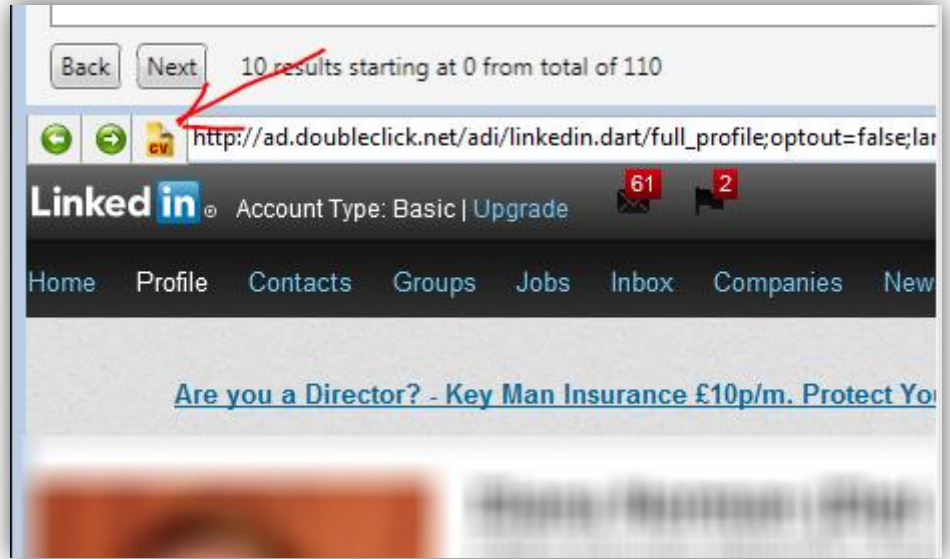 Back Next 10 results starting at 0 from total of 110
cv http://ad.doubleclick.net/adi/linkedin.dart/full_profile;optout=false;lan
Linked in ® Account Type: Basic | Upgrade 61 2
Home Profile Contacts Groups Jobs Inbox Companies New
Are you a Director? - Key Man Insurance £10p/m. Protect Yo